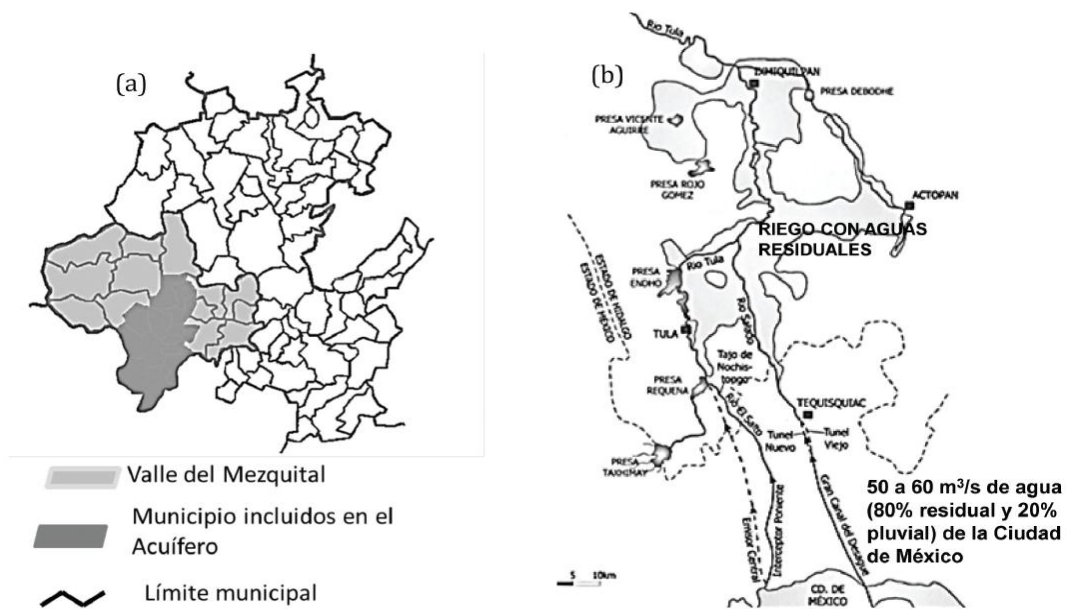 (a)
Valle del Mezquital
Municipio incluidos en el
Acuífero
Límite municipal
(b)
Rio Tula
IXMIQUILPAN
PRESA DEBODHE
PRESA VICENTE
AGUIRRE
PRESA ROJO
GOMEZ
ACTOPAN
RIEGO CON AGUAS
RESIDUALES
ESTADO DE HIDALGO
ESTADO DE MÉXICO
PRESA
ENDHO
Rio Tula
Rio Salado
TULA
Tajo de
Nochis-
tongo
PRESA
REQUENA
Rio El Salto
TEQUISQUIAC
Tunel
Nuevo
Tunel
Viejo
PRESA
TAXHIMAY
Emisor Central
Interceptor Poniente
Gran Canal del Desague
50 a 60 m³/s de agua
(80% residual y 20%
pluvial) de la Ciudad
de México
5 10km
CD. DE
MÉXICO